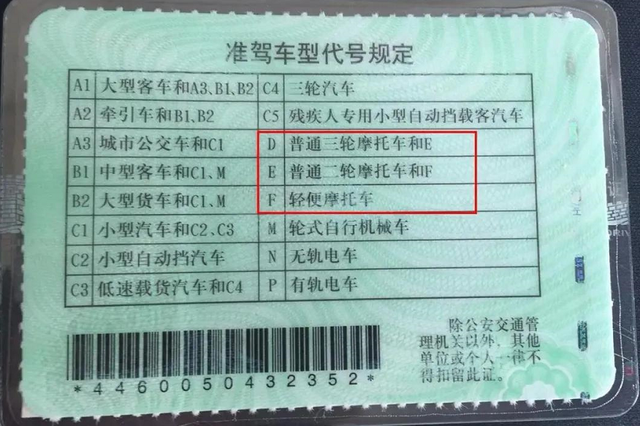 准驾车型代号规定
A1 大型客车和A3、B1、B2 C4 三轮汽车
A2 牵引车和B1、B2 C5 残疾人专用小型自动挡载客汽车
A3 城市公交车和C1 D 普通三轮摩托车和E
B1 中型客车和C1、M E 普通二轮摩托车和F
B2 大型货车和C1、M F 轻便摩托车
C1 小型汽车和C2、C3 M 轮式自行机械车
C2 小型自动挡汽车 N 无轨电车
C3 低速载货汽车和C4 P 有轨电车
除公安交通管
理机关以外，其他
单位或个人一律不
得扣留此证。
*4460050432352*